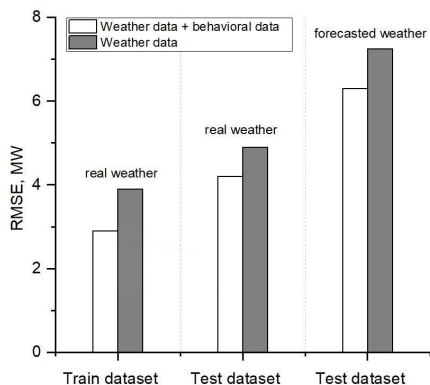 Weather data + behavioral data
Weather data
forecasted weather
real weather
real weather
RMSE, MW
8
6
4
2
0
Train dataset
Test dataset
Test dataset